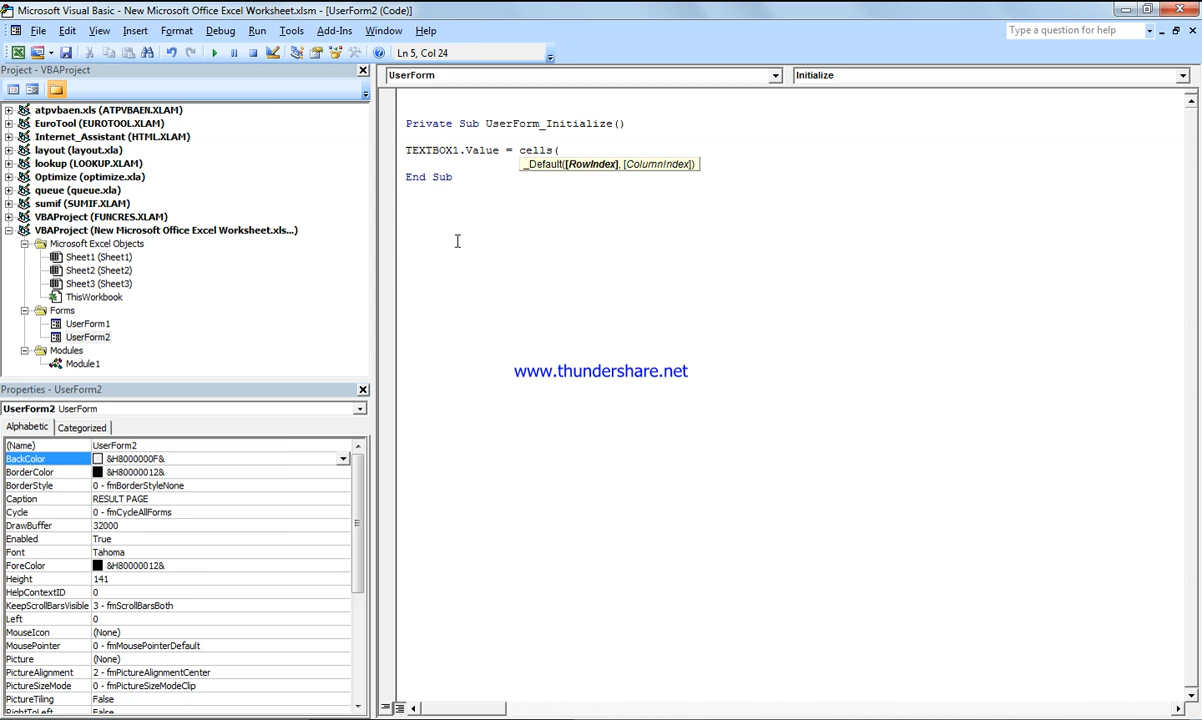 Microsoft Visual Basic - New Microsoft Office Excel Worksheet.xlsm - [UserForm2 (Code)]
File Edit View Insert Format Debug Run Tools Add-Ins Window Help
Type a question for help
Ln 5, Col 24
Project - VBAProject
UserForm
Initialize
atpvbaen.xls (ATPVBAEN.XLAM)
EuroTool (EUROTOOL.XLAM)
Internet_Assistant (HTML.XLAM)
layout (layout.xla)
lookup (LOOKUP.XLAM)
Optimize (optimize.xla)
queue (queue.xla)
sumif (SUMIF.XLAM)
VBAProject (FUNCRES.XLAM)
VBAProject (New Microsoft Office Excel Worksheet.xls...)
Microsoft Excel Objects
Sheet1 (Sheet1)
Sheet2 (Sheet2)
Sheet3 (Sheet3)
ThisWorkbook
Forms
UserForm1
UserForm2
Modules
Module1
Private Sub UserForm_Initialize()
TEXTBOX1.Value = cells(
_Default([RowIndex], [ColumnIndex])
End Sub
www.thundershare.net
Properties - UserForm2
UserForm2 UserForm
Alphabetic Categorized
(Name) UserForm2
BackColor &H8000000F&
BorderColor &H80000012&
BorderStyle 0 - fmBorderStyleNone
Caption RESULT PAGE
Cycle 0 - fmCycleAllForms
DrawBuffer 32000
Enabled True
Font Tahoma
ForeColor &H80000012&
Height 141
HelpContextID 0
KeepScrollBarsVisible 3 - fmScrollBarsBoth
Left 0
MouseIcon (None)
MousePointer 0 - fmMousePointerDefault
Picture (None)
PictureAlignment 2 - fmPictureAlignmentCenter
PictureSizeMode 0 - fmPictureSizeModeClip
PictureTiling False
RightToLeft False